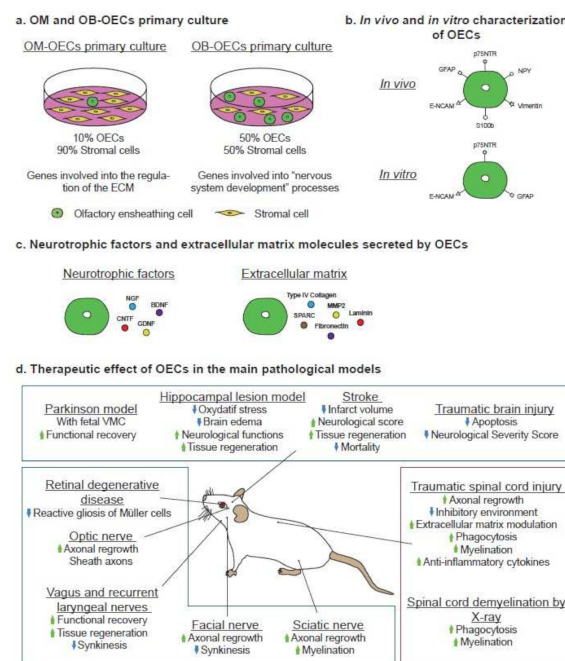 a. OM and OB-OECs primary culture
OM-OECs primary culture
OB-OECs primary culture
10% OECs
90% Stromal cells
50% OECs
50% Stromal cells
Genes involved into the regula-
tion of the ECM
Genes involved into "nervous
system development" processes
Olfactory ensheathing cell
Stromal cell
b. In vivo and in vitro characterization
of OECs
In vivo
p75NTR
GFAP
NPY
E-NCAM
Vimentin
S100b
In vitro
p75NTR
E-NCAM
GFAP
c. Neurotrophic factors and extracellular matrix molecules secreted by OECs
Neurotrophic factors
NGF
BDNF
CNTF
GDNF
Extracellular matrix
Type IV Collagen
MMP2
SPARC
Laminin
Fibronectin
d. Therapeutic effect of OECs in the main pathological models
Parkinson model
With fetal VMC
Functional recovery
Hippocampal lesion model
Oxydatif stress
Brain edema
Neurological functions
Tissue regeneration
Stroke
Infarct volume
Neurological score
Tissue regeneration
Mortality
Traumatic brain injury
Apoptosis
Neurological Severity Score
Retinal degenerative
disease
Reactive gliosis of Müller cells
Optic nerve
Axonal regrowth
Sheath axons
Vagus and recurrent
laryngeal nerves
Functional recovery
Tissue regeneration
Synkinesis
Facial nerve
Axonal regrowth
Synkinesis
Sciatic nerve
Axonal regrowth
Myelination
Traumatic spinal cord injury
Axonal regrowth
Inhibitory environment
Extracellular matrix modulation
Phagocytosis
Myelination
Anti-inflammatory cytokines
Spinal cord demyelination by
X-ray
Phagocytosis
Myelination